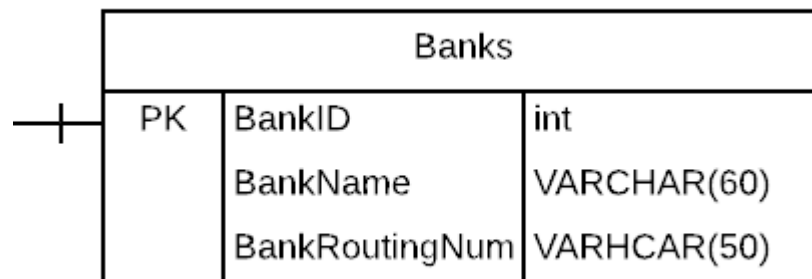 Banks
PK BankID int
BankName VARCHAR(60)
BankRoutingNum VARHCAR(50)